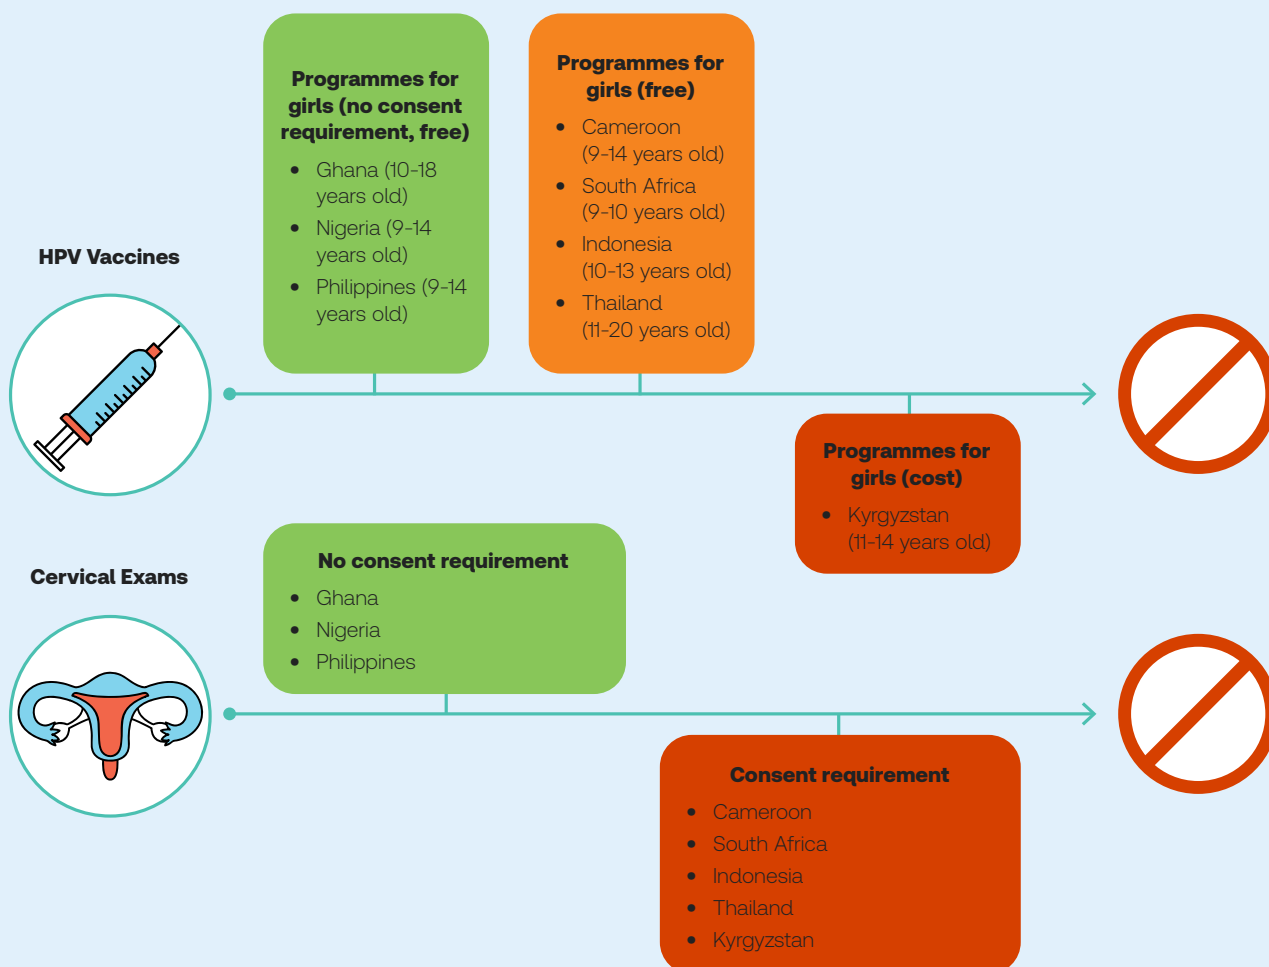 Programmes for
girls (no consent
requirement, free)
• Ghana (10-18
years old)
• Nigeria (9-14
years old)
• Philippines (9-14
years old)
Programmes for
girls (free)
• Cameroon
(9-14 years old)
• South Africa
(9-10 years old)
• Indonesia
(10-13 years old)
• Thailand
(11-20 years old)
HPV Vaccines
Programmes for
girls (cost)
• Kyrgyzstan
(11-14 years old)
Cervical Exams
No consent requirement
• Ghana
• Nigeria
• Philippines
Consent requirement
• Cameroon
• South Africa
• Indonesia
• Thailand
• Kyrgyzstan